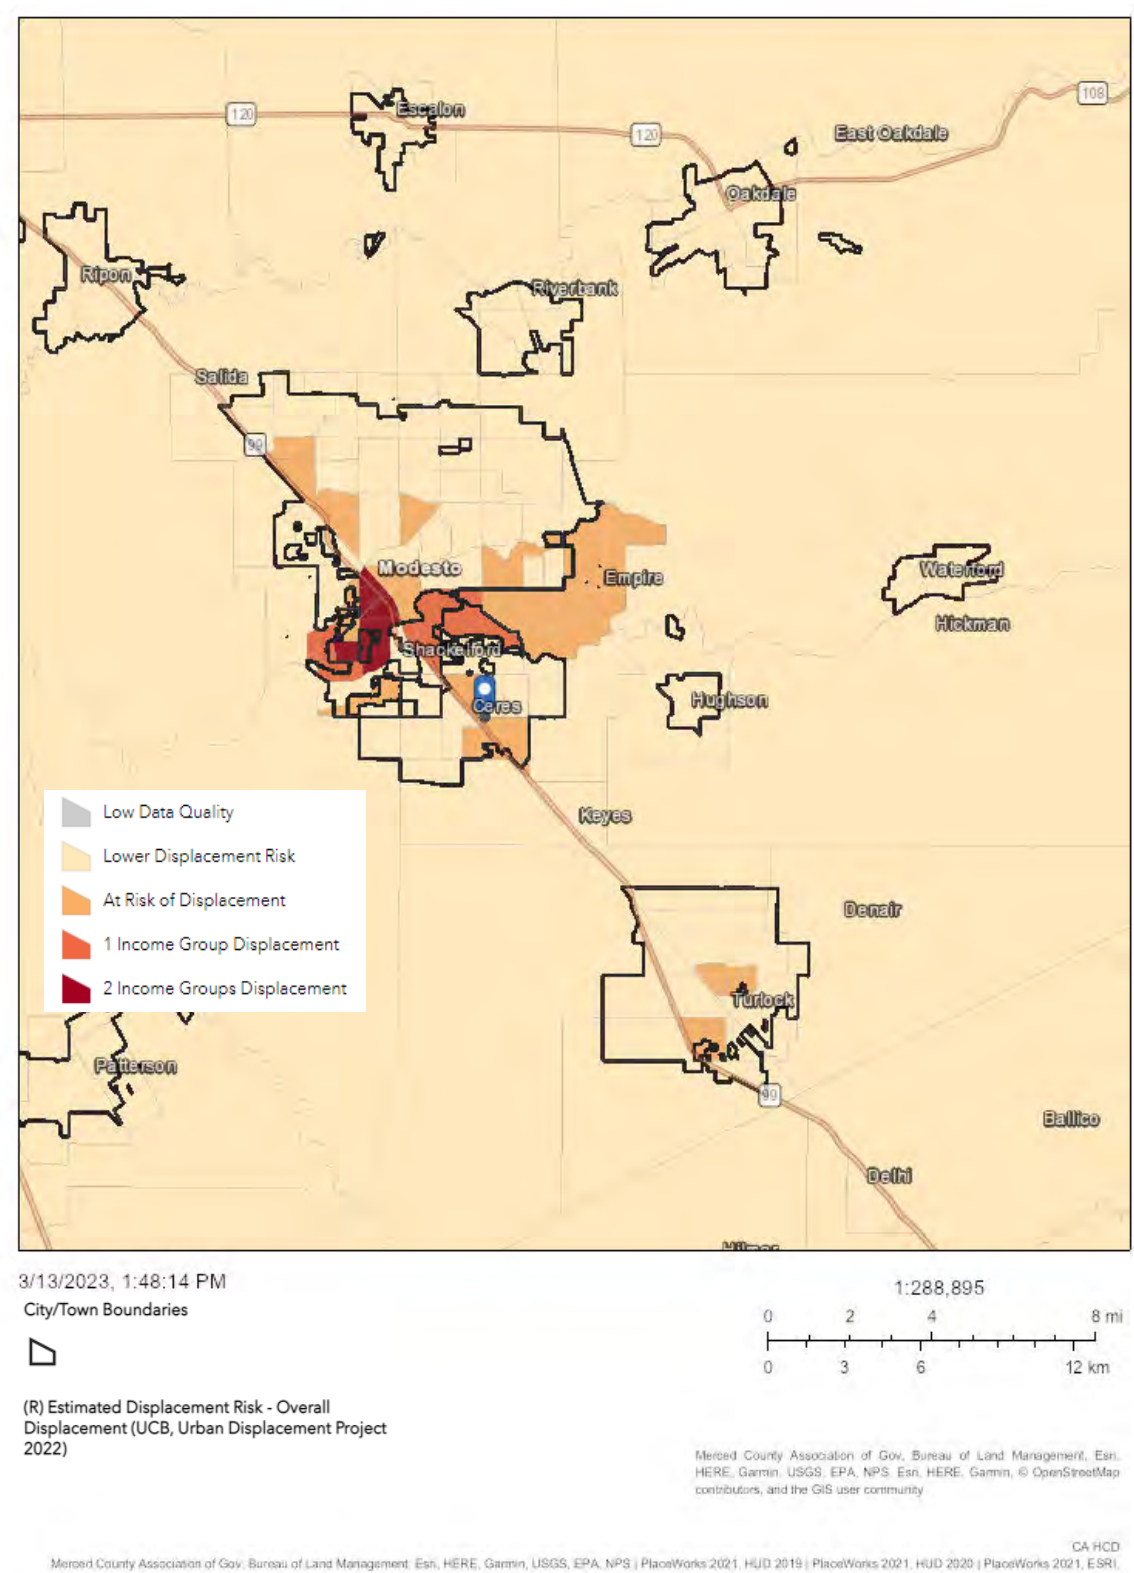 120
Escalon
120
108
East Oakdale
Oakdale
Ripon
Riverbank
Salida
99
Modesto
Empire
Waterford
Hickman
Shackelford
Hughson
Ceres
Keyes
Low Data Quality
Lower Displacement Risk
At Risk of Displacement
1 Income Group Displacement
2 Income Groups Displacement
Denair
Turlock
Patterson
99
Ballico
Delhi
Hilmar
3/13/2023, 1:48:14 PM
City/Town Boundaries
(R) Estimated Displacement Risk - Overall
Displacement (UCB, Urban Displacement Project
2022)
1:288,895
0 2 4 8 mi
0 3 6 12 km
Merced County Association of Gov, Bureau of Land Management, Esri,
HERE, Garmin, USGS, EPA, NPS, Esri, HERE, Garmin, © OpenStreetMap
contributors, and the GIS user community
CA HCD
Merced County Association of Gov, Bureau of Land Management, Esri, HERE, Garmin, USGS, EPA, NPS | PlaceWorks 2021, HUD 2019 | PlaceWorks 2021, HUD 2020 | PlaceWorks 2021, ESRI,